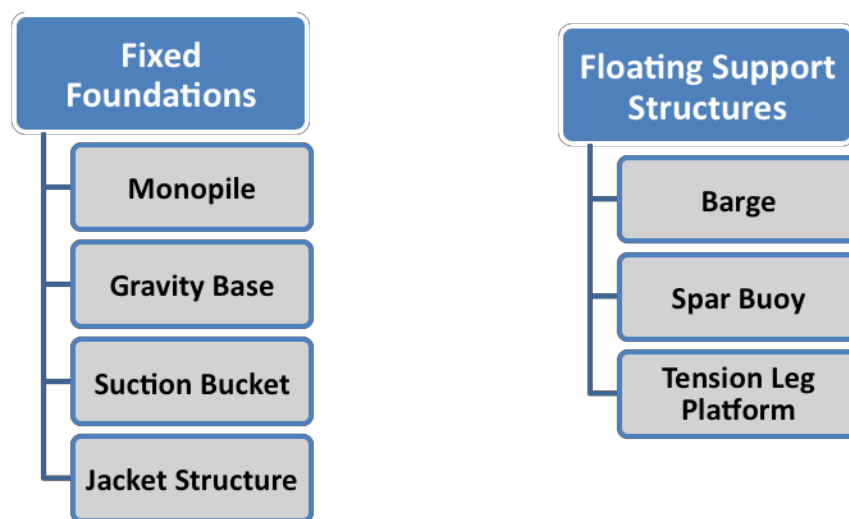 Fixed
Foundations
Monopile
Gravity Base
Suction Bucket
Jacket Structure
Floating Support
Structures
Barge
Spar Buoy
Tension Leg
Platform